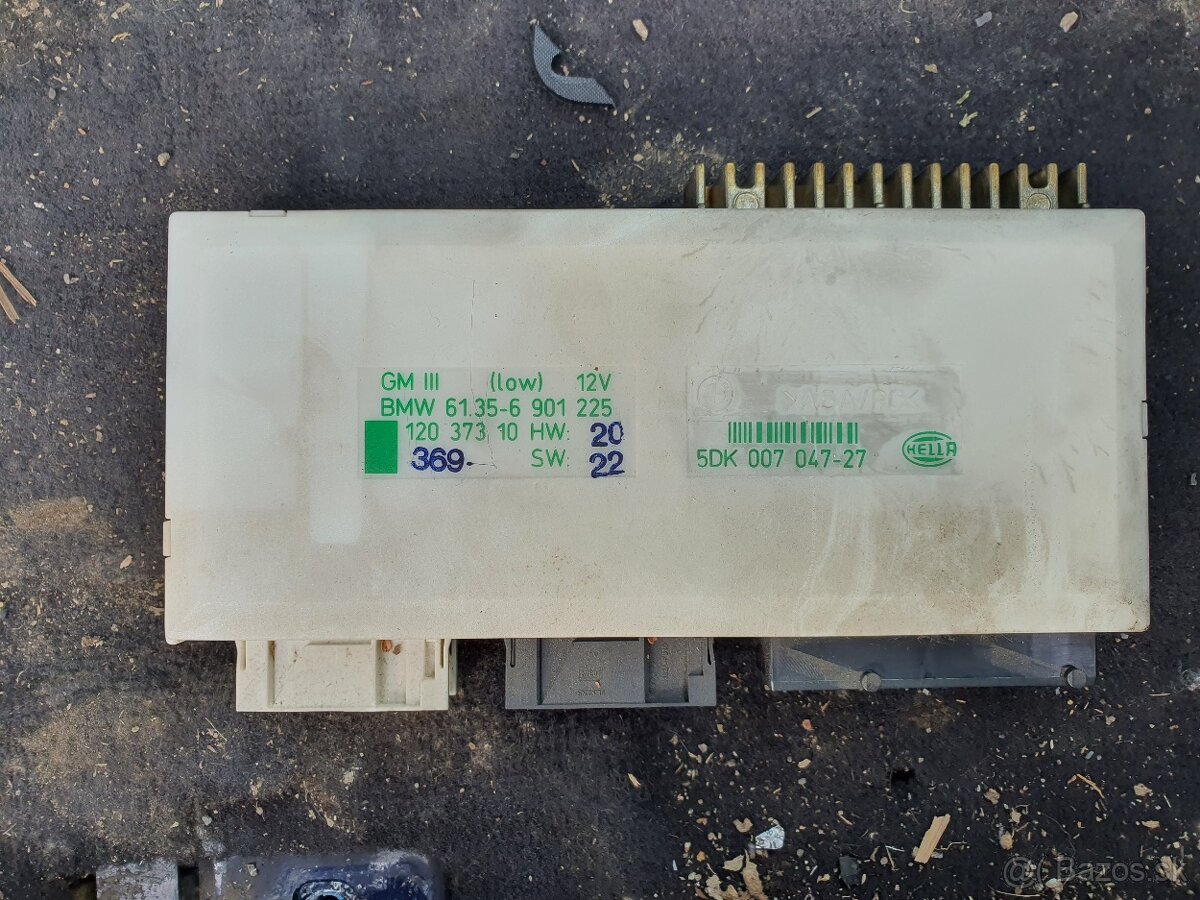 GM III (low) 12V
BMW 61.35-6 901 225
120 373 10 HW: 20
369- SW: 22
5DK 007 047-27
HELLA
@ Bazos.sk